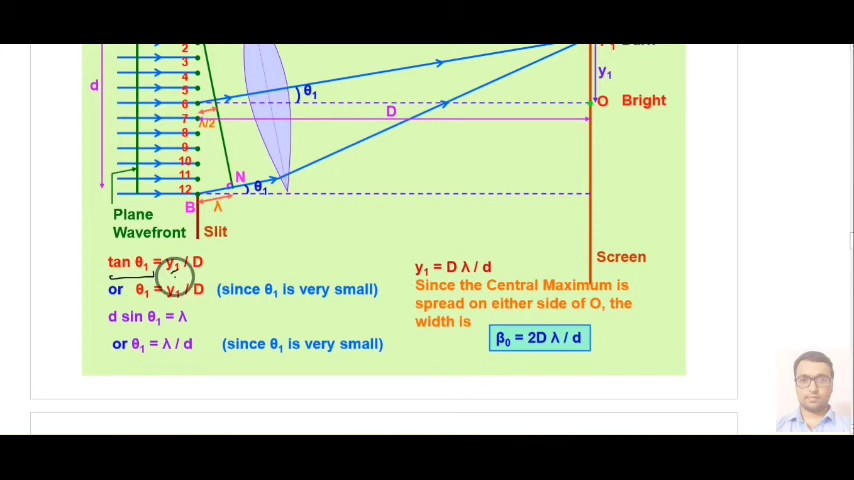 2
3
4
5
6
7
8
9
10
11
12
d
θ1
y1
O Bright
D
λ/2
N
θ1
B
λ
Plane
Wavefront
Slit
Screen
tan θ1 = y1 / D
or θ1 = y1 / D (since θ1 is very small)
d sin θ1 = λ
or θ1 = λ / d (since θ1 is very small)
y1 = D λ / d
Since the Central Maximum is
spread on either side of O, the
width is
β0 = 2D λ / d